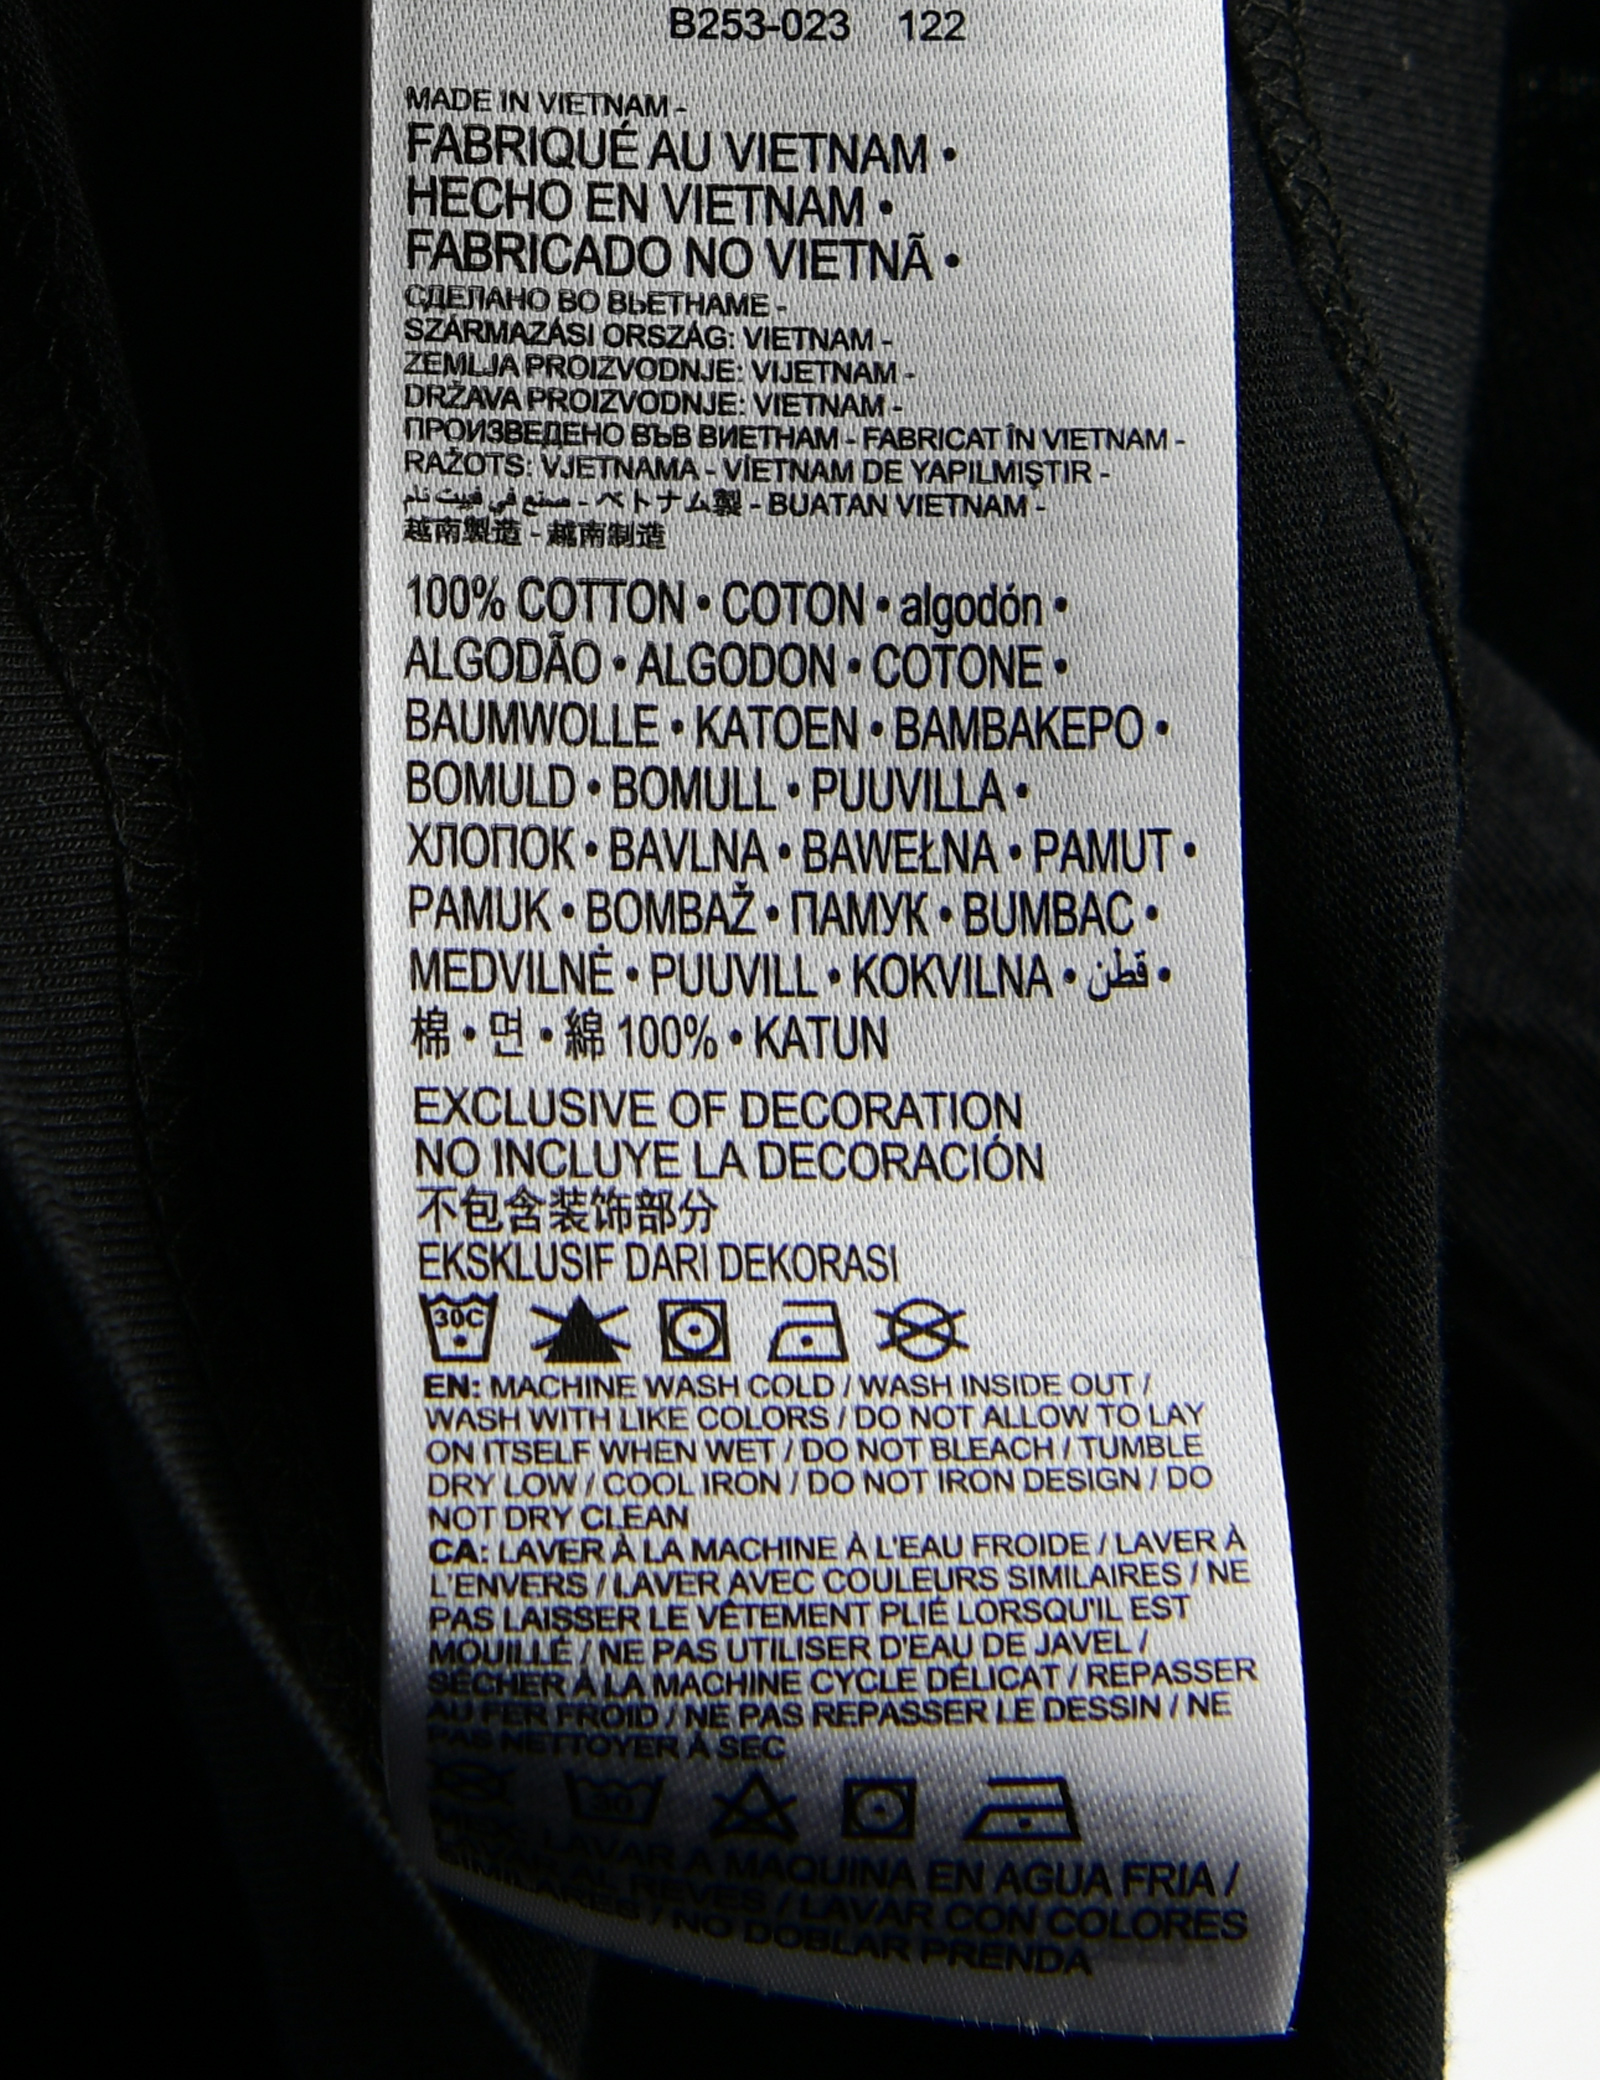 B253-023 122
MADE IN VIETNAM -
FABRIQUÉ AU VIETNAM •
HECHO EN VIETNAM •
FABRICADO NO VIETNÃ •
СДЕЛАНО ВО ВЬЕТНАМЕ -
SZÁRMAZÁSI ORSZÁG: VIETNAM -
ZEMLJA PROIZVODNJE: VIJETNAM -
DRŽAVA PROIZVODNJE: VIETNAM -
ПРОИЗВЕДЕНО ВЪВ ВИЕТНАМ - FABRICAT ÎN VIETNAM -
RAŽOTS: VJETNAMA - VİETNAM DE YAPILMIŞTIR -
صنع في فييت نام - ベトナム製 - BUATAN VIETNAM -
越南製造 - 越南制造
100% COTTON • COTON • algodón •
ALGODÃO • ALGODON • COTONE •
BAUMWOLLE • KATOEN • ΒΑΜΒΑΚΕΡΟ •
BOMULD • BOMULL • PUUVILLA •
ХЛОПОК • BAVLNA • BAWEŁNA • PAMUT •
PAMUK • BOMBAŽ • ПАМУК • BUMBAC •
MEDVILNĖ • PUUVILL • KOKVILNA • قطن •
棉 • 면 • 綿 100% • KATUN
EXCLUSIVE OF DECORATION
NO INCLUYE LA DECORACIÓN
不包含装饰部分
EKSKLUSIF DARI DEKORASI
30C
EN: MACHINE WASH COLD / WASH INSIDE OUT /
WASH WITH LIKE COLORS / DO NOT ALLOW TO LAY
ON ITSELF WHEN WET / DO NOT BLEACH / TUMBLE
DRY LOW / COOL IRON / DO NOT IRON DESIGN / DO
NOT DRY CLEAN
CA: LAVER À LA MACHINE À L'EAU FROIDE / LAVER À
L'ENVERS / LAVER AVEC COULEURS SIMILAIRES / NE
PAS LAISSER LE VÊTEMENT PLIÉ LORSQU'IL EST
MOUILLÉ / NE PAS UTILISER D'EAU DE JAVEL /
SÉCHER À LA MACHINE CYCLE DÉLICAT / REPASSER
AU FER FROID / NE PAS REPASSER LE DESSIN / NE
PAS NETTOYER À SEC
30
MEX: LAVAR A MAQUINA EN AGUA FRIA /
LAVAR AL REVES / LAVAR CON COLORES
SIMILARES / NO DOBLAR PRENDA